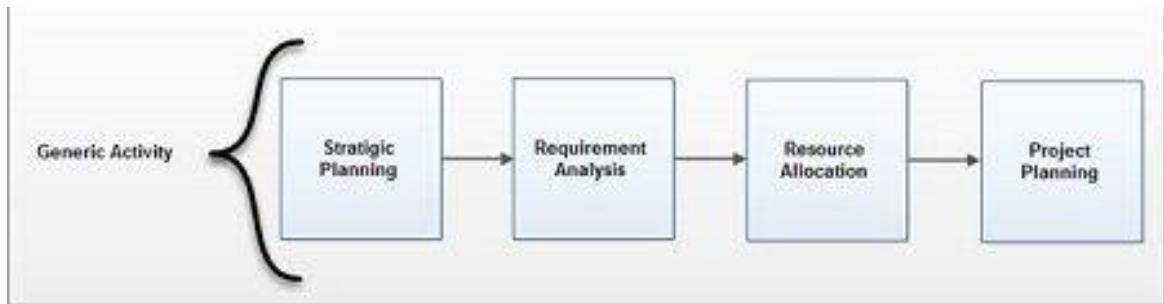 Generic Activity
Stratigic
Planning
Requirement
Analysis
Resource
Allocation
Project
Planning